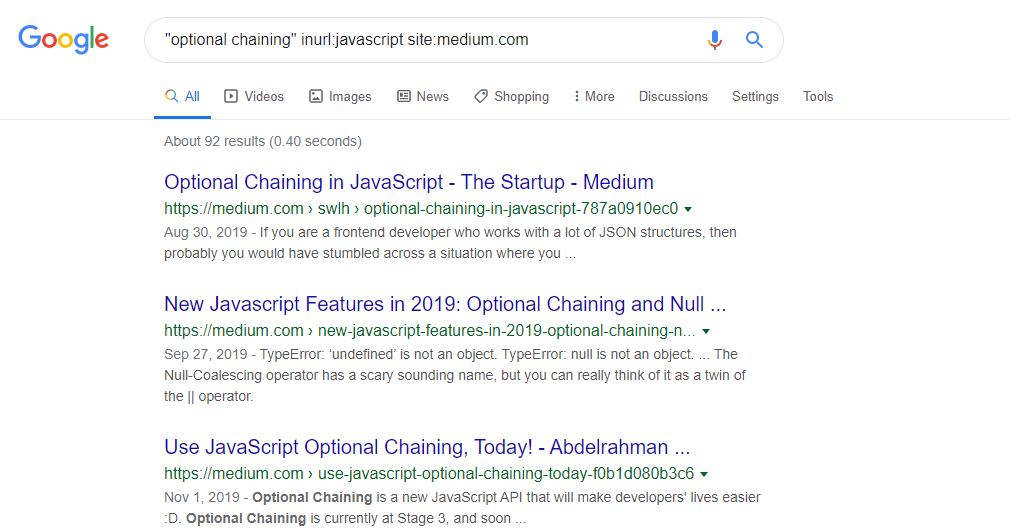 Google
"optional chaining" inurl:javascript site:medium.com
All Videos Images News Shopping More Discussions Settings Tools
About 92 results (0.40 seconds)
Optional Chaining in JavaScript - The Startup - Medium
https://medium.com › swlh › optional-chaining-in-javascript-787a0910ec0
Aug 30, 2019 - If you are a frontend developer who works with a lot of JSON structures, then
probably you would have stumbled across a situation where you ...
New Javascript Features in 2019: Optional Chaining and Null ...
https://medium.com › new-javascript-features-in-2019-optional-chaining-n...
Sep 27, 2019 - TypeError: ‘undefined’ is not an object. TypeError: null is not an object. ... The
Null-Coalescing operator has a scary sounding name, but you can really think of it as a twin of
the || operator.
Use JavaScript Optional Chaining, Today! - Abdelrahman ...
https://medium.com › use-javascript-optional-chaining-today-f0b1d080b3c6
Nov 1, 2019 - Optional Chaining is a new JavaScript API that will make developers' lives easier
:D. Optional Chaining is currently at Stage 3, and soon ...